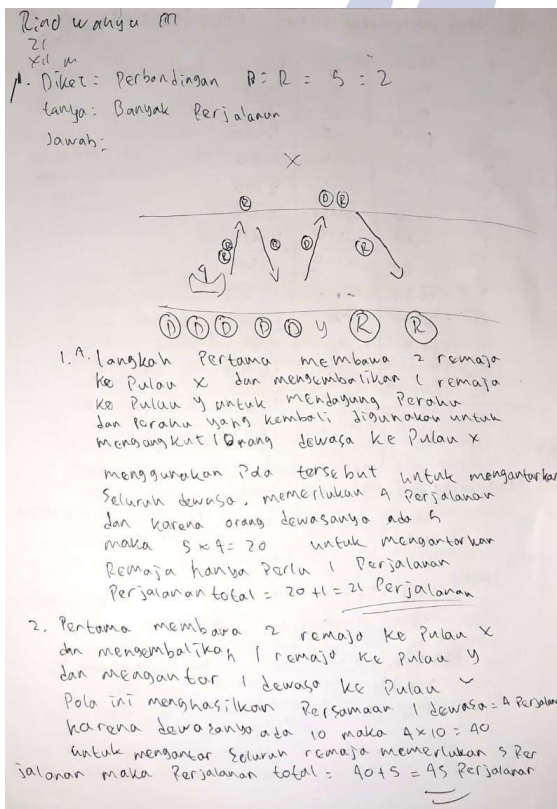 Riad wahyu M
21
XII M
1. Diket: Perbandingan D : R = 5 : 2
tanya: Banyak Perjalanan
Jawab:
X
R D R
R R R D R
D D D D D y R R
1. A. langkah Pertama membawa 2 remaja
ke Pulau X dan mengembalikan 1 remaja
ke Pulau y untuk mendayung Perahu
dan Perahu yang kembali digunakan untuk
mengangkut 1 Orang dewasa ke Pulau X
menggunakan Pola tersebut untuk mengantarkan
Seluruh dewasa, memerlukan 4 Perjalanan
dan karena orang dewasanya ada 5
maka 5 x 4 = 20 untuk mengantarkan
Remaja hanya Perlu 1 Perjalanan
Perjalanan total = 20 + 1 = 21 Perjalanan
2. Pertama membawa 2 remaja ke Pulau X
dan mengembalikan 1 remaja ke Pulau y
dan mengantar 1 dewasa ke Pulau
Pola ini menghasilkan Persamaan 1 dewasa = 4 Perjalan
karena dewasanya ada 10 maka 4 x 10 = 40
untuk mengantar Seluruh remaja memerlukan 5 Per
jalanan maka Perjalanan total = 40 + 5 = 45 Perjalanan